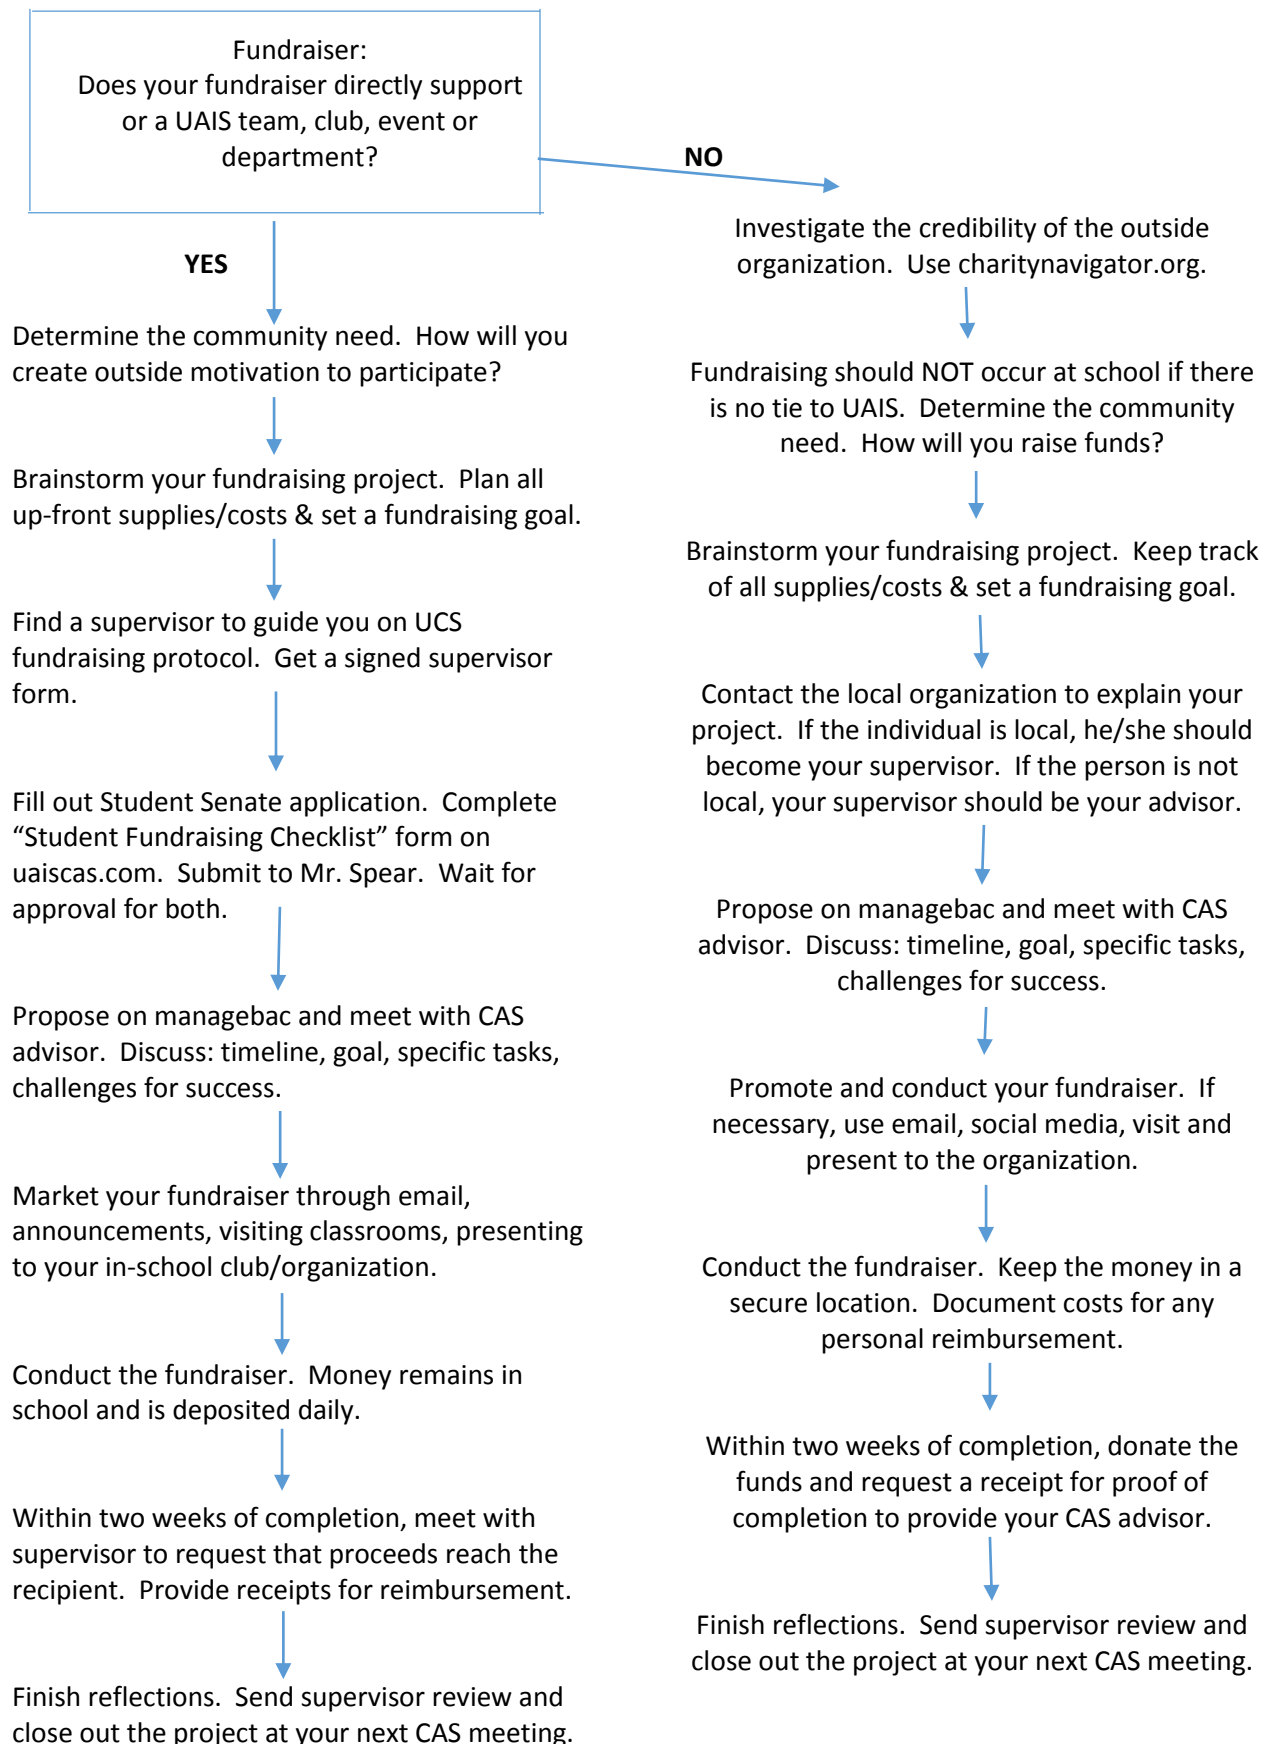 Fundraiser:
Does your fundraiser directly support
or a UAIS team, club, event or
department?
NO
YES
Determine the community need.  How will you
create outside motivation to participate?
Brainstorm your fundraising project.  Plan all
up-front supplies/costs & set a fundraising goal.
Find a supervisor to guide you on UCS
fundraising protocol.  Get a signed supervisor
form.
Fill out Student Senate application.  Complete
“Student Fundraising Checklist” form on
uaiscas.com.  Submit to Mr. Spear.  Wait for
approval for both.
Propose on managebac and meet with CAS
advisor.  Discuss: timeline, goal, specific tasks,
challenges for success.
Market your fundraiser through email,
announcements, visiting classrooms, presenting
to your in-school club/organization.
Conduct the fundraiser.  Money remains in
school and is deposited daily.
Within two weeks of completion, meet with
supervisor to request that proceeds reach the
recipient.  Provide receipts for reimbursement.
Finish reflections.  Send supervisor review and
close out the project at your next CAS meeting.
Investigate the credibility of the outside
organization.  Use charitynavigator.org.
Fundraising should NOT occur at school if there
is no tie to UAIS.  Determine the community
need.  How will you raise funds?
Brainstorm your fundraising project.  Keep track
of all supplies/costs & set a fundraising goal.
Contact the local organization to explain your
project.  If the individual is local, he/she should
become your supervisor.  If the person is not
local, your supervisor should be your advisor.
Propose on managebac and meet with CAS
advisor.  Discuss: timeline, goal, specific tasks,
challenges for success.
Promote and conduct your fundraiser.  If
necessary, use email, social media, visit and
present to the organization.
Conduct the fundraiser.  Keep the money in a
secure location.  Document costs for any
personal reimbursement.
Within two weeks of completion, donate the
funds and request a receipt for proof of
completion to provide your CAS advisor.
Finish reflections.  Send supervisor review and
close out the project at your next CAS meeting.